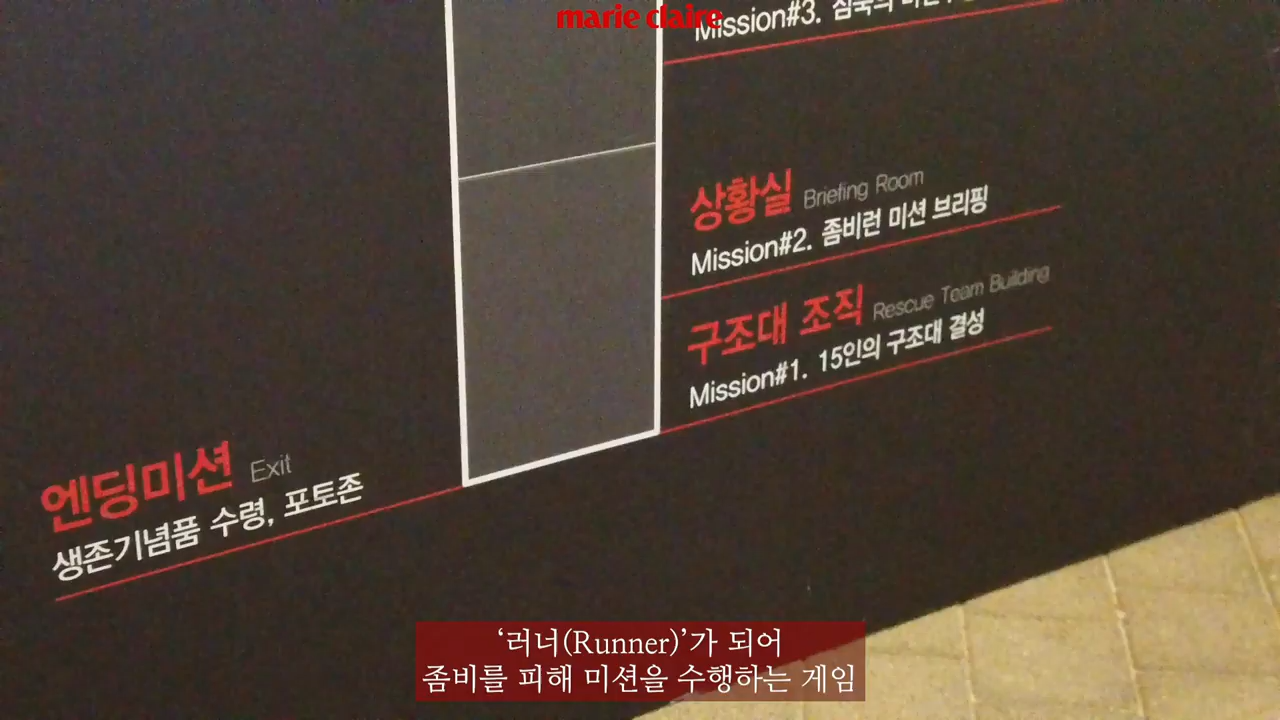 marie claire
Mission#3.
상황실 Briefing Room
Mission#2. 좀비런 미션 브리핑
구조대 조직 Rescue Team Building
Mission#1. 15인의 구조대 결성
엔딩미션 Exit
생존기념품 수령, 포토존
‘러너(Runner)’가 되어
좀비를 피해 미션을 수행하는 게임